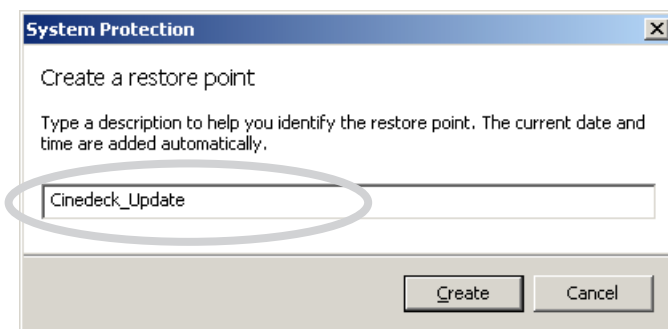 System Protection
Create a restore point
Type a description to help you identify the restore point. The current date and
time are added automatically.
Cinedeck_Update
Create
Cancel